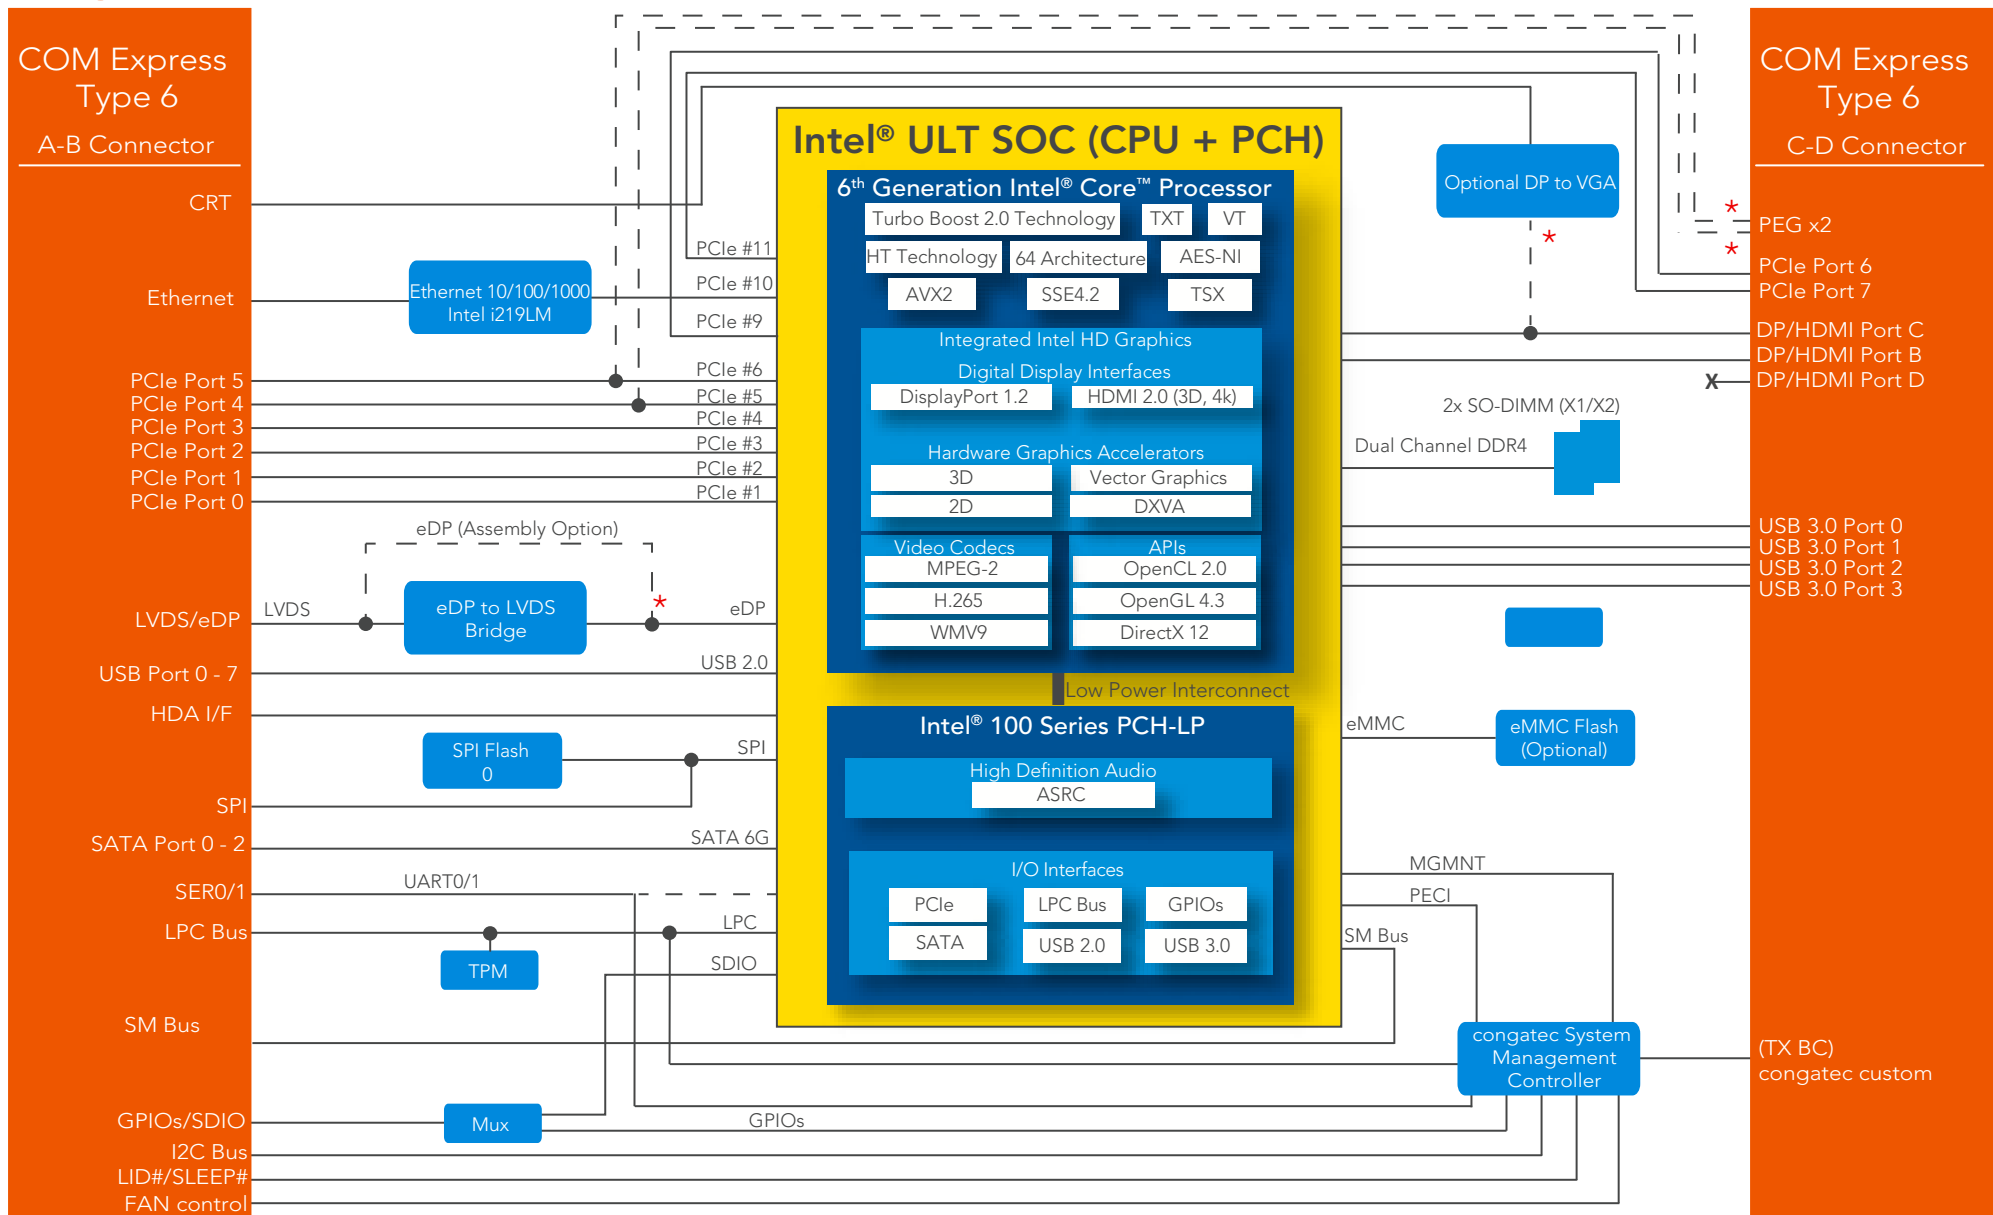 COM Express
Type 6
A-B Connector
CRT
Ethernet
PCIe Port 5
PCIe Port 4
PCIe Port 3
PCIe Port 2
PCIe Port 1
PCIe Port 0
LVDS/eDP
USB Port 0 - 7
HDA I/F
SPI
SATA Port 0 - 2
SER0/1
LPC Bus
SM Bus
GPIOs/SDIO
I2C Bus
LID#/SLEEP#
FAN control
Ethernet 10/100/1000
Intel i219LM
eDP (Assembly Option)
LVDS
eDP to LVDS
Bridge
*
SPI Flash
0
UART0/1
TPM
Mux
GPIOs
PCIe #11
PCIe #10
PCIe #9
PCIe #6
PCIe #5
PCIe #4
PCIe #3
PCIe #2
PCIe #1
eDP
USB 2.0
SPI
SATA 6G
LPC
SDIO
Intel® ULT SOC (CPU + PCH)
6th Generation Intel® Core™ Processor
Turbo Boost 2.0 Technology
TXT
VT
HT Technology
64 Architecture
AES-NI
AVX2
SSE4.2
TSX
Integrated Intel HD Graphics
Digital Display Interfaces
DisplayPort 1.2
HDMI 2.0 (3D, 4k)
Hardware Graphics Accelerators
3D
Vector Graphics
2D
DXVA
Video Codecs
MPEG-2
H.265
WMV9
APIs
OpenCL 2.0
OpenGL 4.3
DirectX 12
Low Power Interconnect
Intel® 100 Series PCH-LP
High Definition Audio
ASRC
I/O Interfaces
PCIe
LPC Bus
GPIOs
SATA
USB 2.0
USB 3.0
Optional DP to VGA
*
2x SO-DIMM (X1/X2)
Dual Channel DDR4
eMMC
eMMC Flash
(Optional)
MGMNT
PECI
SM Bus
congatec System
Management
Controller
COM Express
Type 6
C-D Connector
*
PEG x2
*
PCIe Port 6
PCIe Port 7
DP/HDMI Port C
DP/HDMI Port B
X
DP/HDMI Port D
USB 3.0 Port 0
USB 3.0 Port 1
USB 3.0 Port 2
USB 3.0 Port 3
(TX BC)
congatec custom